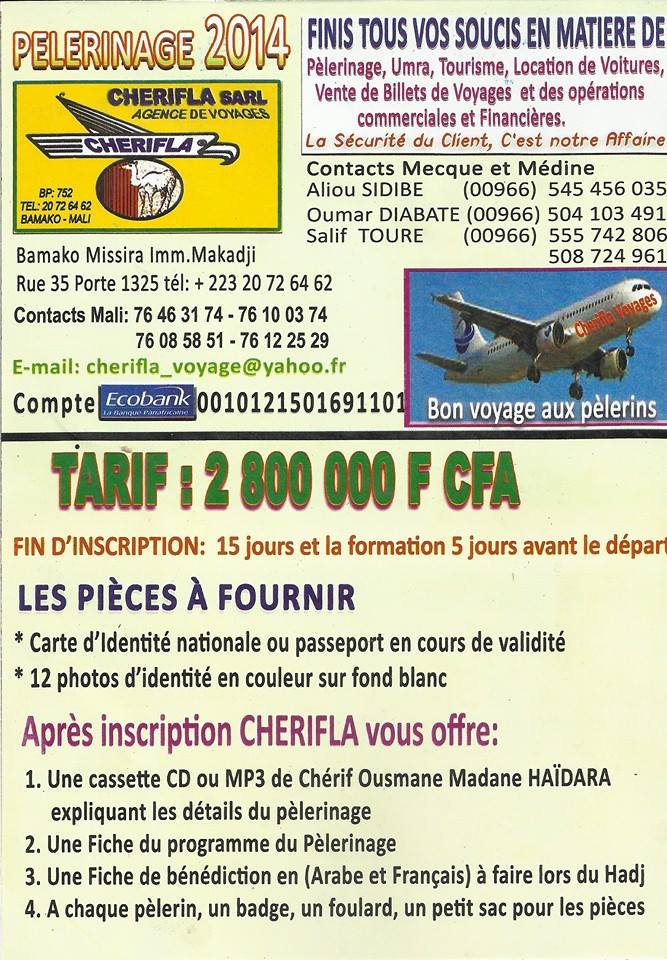 PELERINAGE 2014
CHERIFLA SARL
AGENCE DE VOYAGES
CHERIFLA
BP: 752
TEL: 20 72 64 62
BAMAKO - MALI
FINIS TOUS VOS SOUCIS EN MATIERE DE
Pèlerinage, Umra, Tourisme, Location de Voitures,
Vente de Billets de Voyages et des opérations
commerciales et Financières.
La Sécurité du Client, C'est notre Affaire
Contacts Mecque et Médine
Aliou SIDIBE (00966) 545 456 035
Oumar DIABATE (00966) 504 103 491
Salif TOURE (00966) 555 742 806
508 724 961
Bamako Missira Imm.Makadji
Rue 35 Porte 1325 tél: + 223 20 72 64 62
Contacts Mali: 76 46 31 74 - 76 10 03 74
76 08 58 51 - 76 12 25 29
E-mail: cherifla_voyage@yahoo.fr
Compte Ecobank 0010121501691101
La Banque Panafricaine
Cherifla Voyages
Bon voyage aux pèlerins
TARIF : 2 800 000 F CFA
FIN D'INSCRIPTION: 15 jours et la formation 5 jours avant le départ
LES PIÈCES À FOURNIR
* Carte d'Identité nationale ou passeport en cours de validité
* 12 photos d'identité en couleur sur fond blanc
Après inscription CHERIFLA vous offre:
1. Une cassette CD ou MP3 de Chérif Ousmane Madane HAÏDARA
expliquant les détails du pèlerinage
2. Une Fiche du programme du Pèlerinage
3. Une Fiche de bénédiction en (Arabe et Français) à faire lors du Hadj
4. A chaque pèlerin, un badge, un foulard, un petit sac pour les pièces